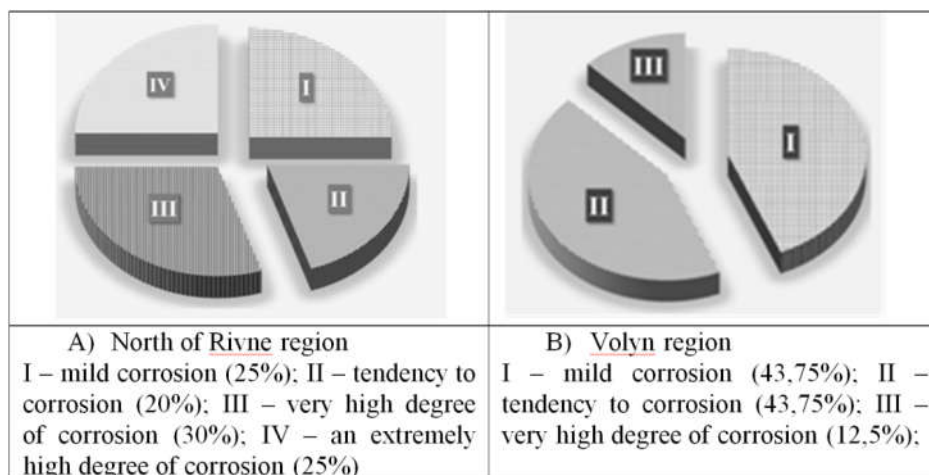 IV
I
III
II
III
I
II
A) North of Rivne region
I – mild corrosion (25%); II – tendency to
corrosion (20%); III – very high degree
of corrosion (30%); IV – an extremely
high degree of corrosion (25%)
B) Volyn region
I – mild corrosion (43,75%); II –
tendency to corrosion (43,75%); III –
very high degree of corrosion (12,5%);